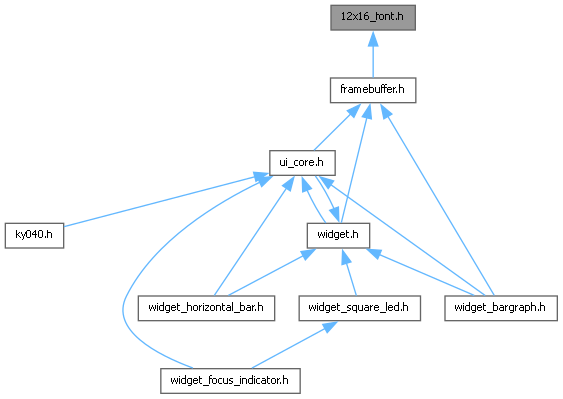 12x16_font.h
framebuffer.h
ui_core.h
ky040.h
widget.h
widget_horizontal_bar.h
widget_square_led.h
widget_bargraph.h
widget_focus_indicator.h